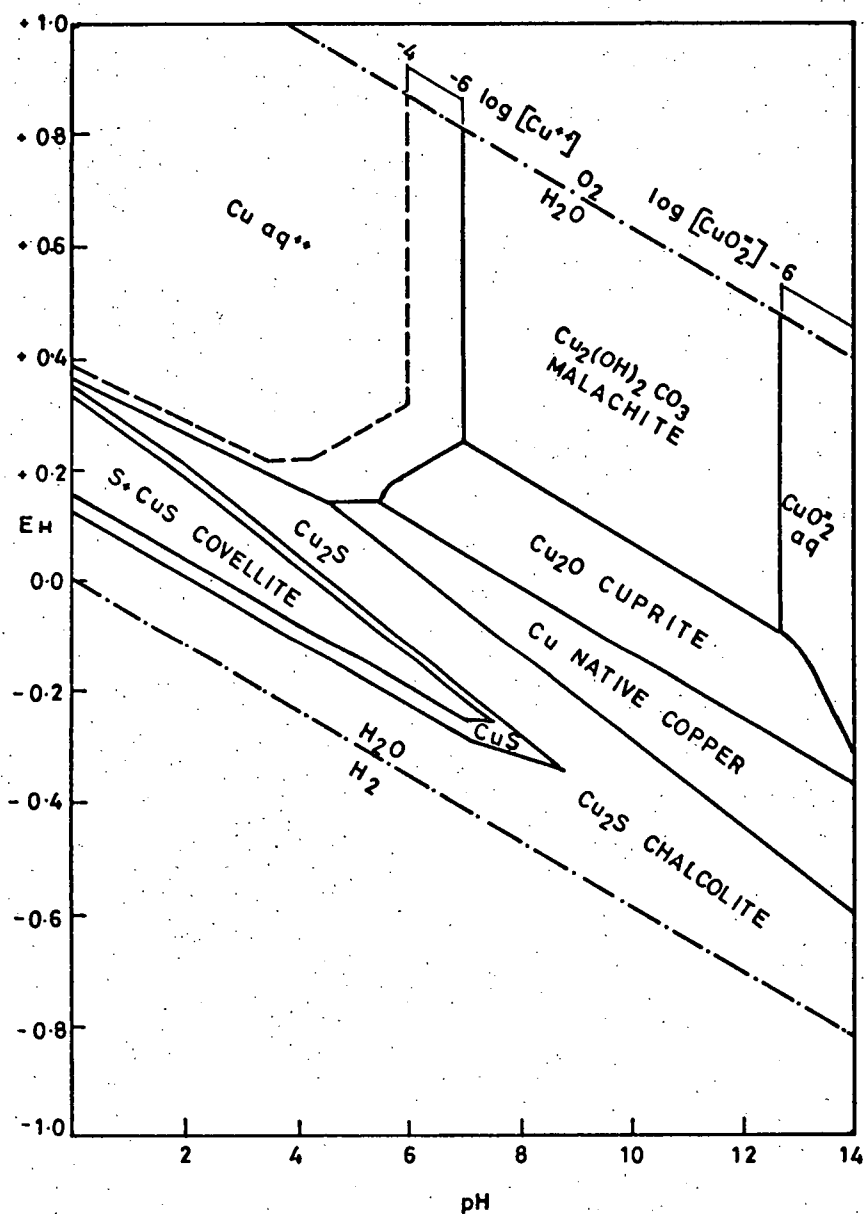 +1.0
+0.8
+0.6
+0.4
+0.2
EH
0.0
-0.2
-0.4
-0.6
-0.8
-1.0
2
4
6
8
10
12
14
pH
-4
-6 log [Cu++]
O2
H2O
log [CuO2=] -6
Cu aq++
Cu2(OH)2 CO3
MALACHITE
CuO2=
aq
S+CuS COVELLITE
Cu2S
Cu2O CUPRITE
Cu NATIVE COPPER
CuS
H2O
H2
Cu2S CHALCOLITE